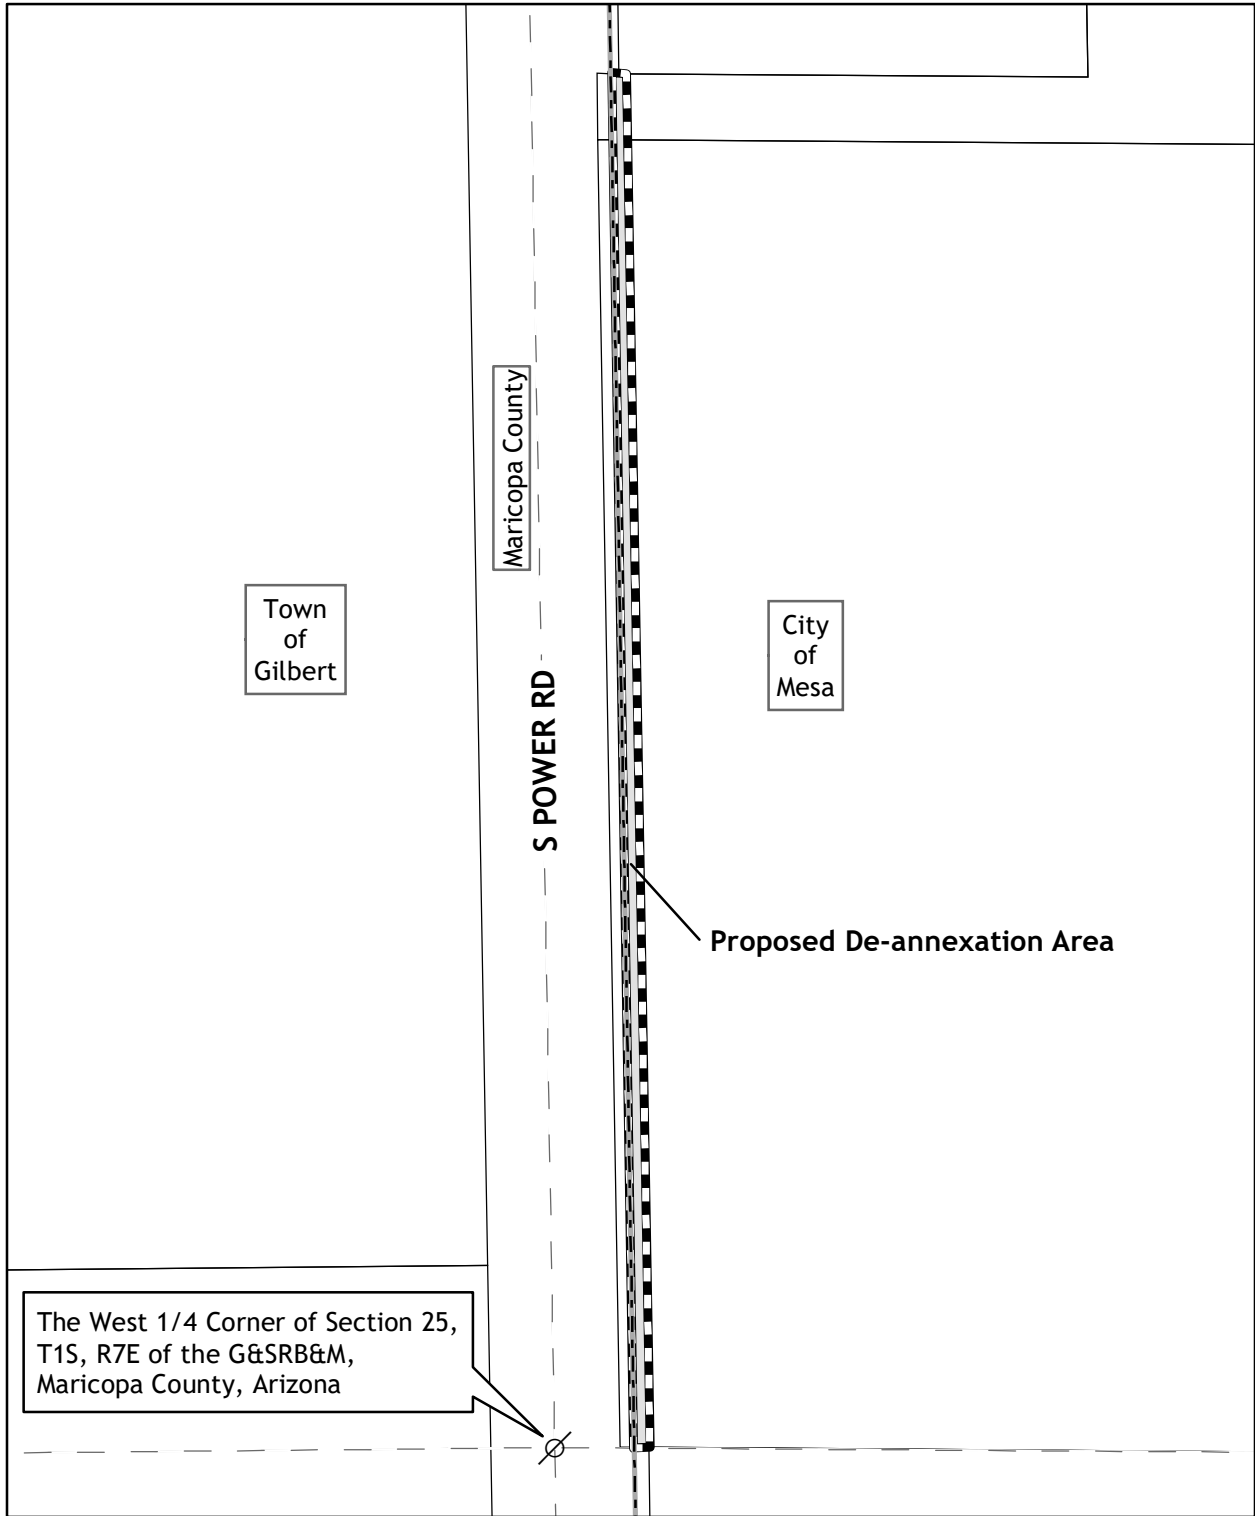 Maricopa County
Town
of
Gilbert
City
of
Mesa
S POWER RD
Proposed De-annexation Area
The West 1/4 Corner of Section 25,
T1S, R7E of the G&SRB&M,
Maricopa County, Arizona